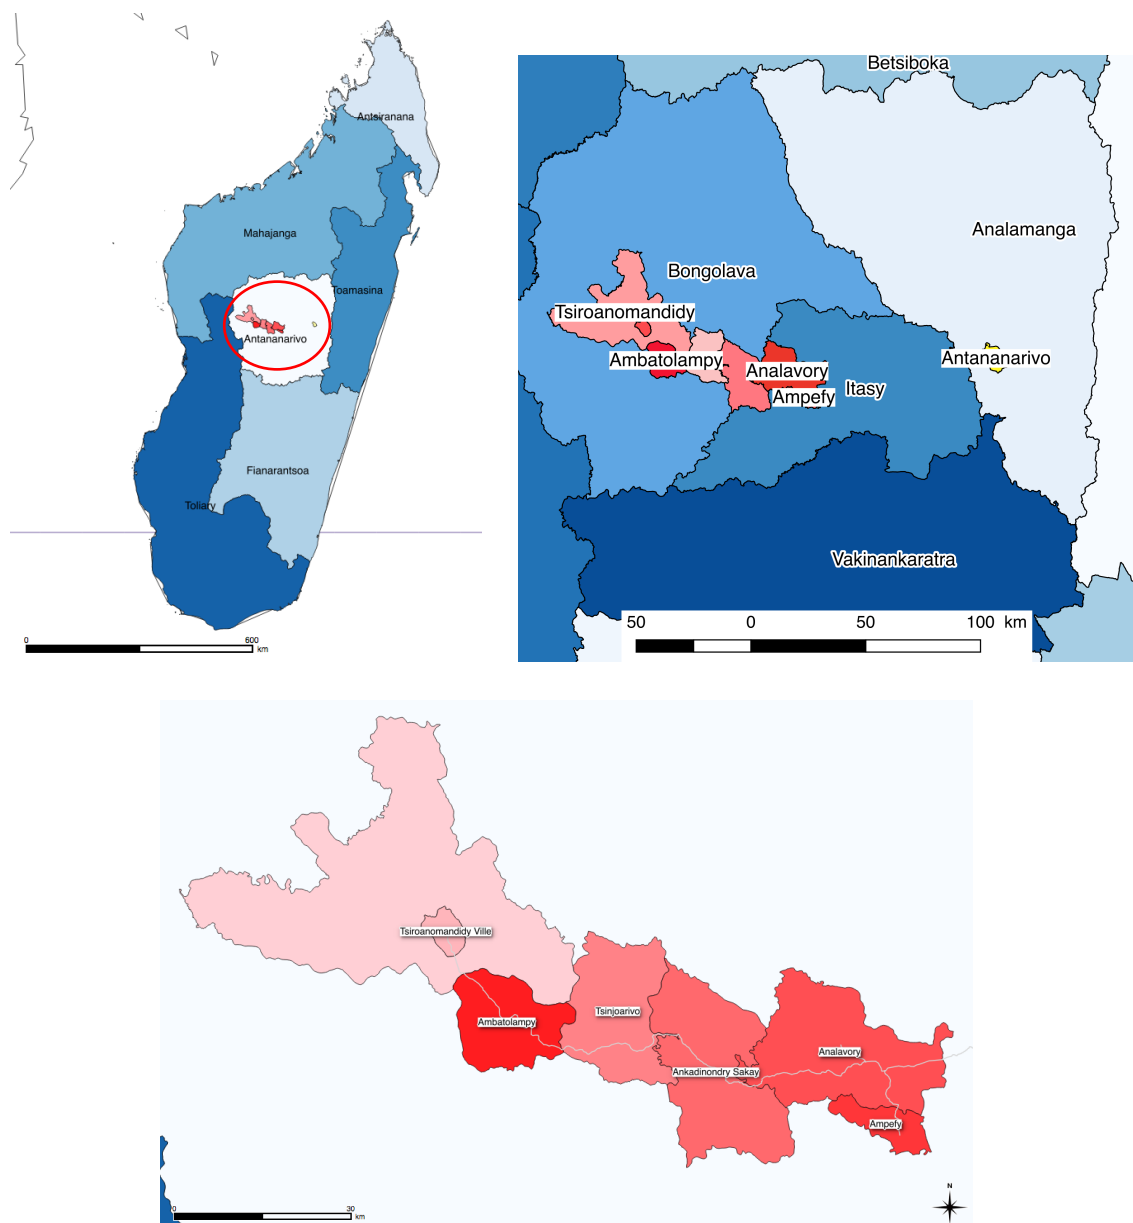 Antsiranana
Mahajanga
Toamasina
Antananarivo
Fianarantsoa
Toliary
0
600
km
Betsiboka
Analamanga
Bongolava
Tsiroanomandidy
Ambatolampy
Analavory
Antananarivo
Ampefy
Itasy
Vakinankaratra
50 0 50 100 km
Tsiroanomandidy Ville
Ambatolampy
Tsinjoarivo
Analavory
Ankadinondry Sakay
Ampefy
N
0
30
km